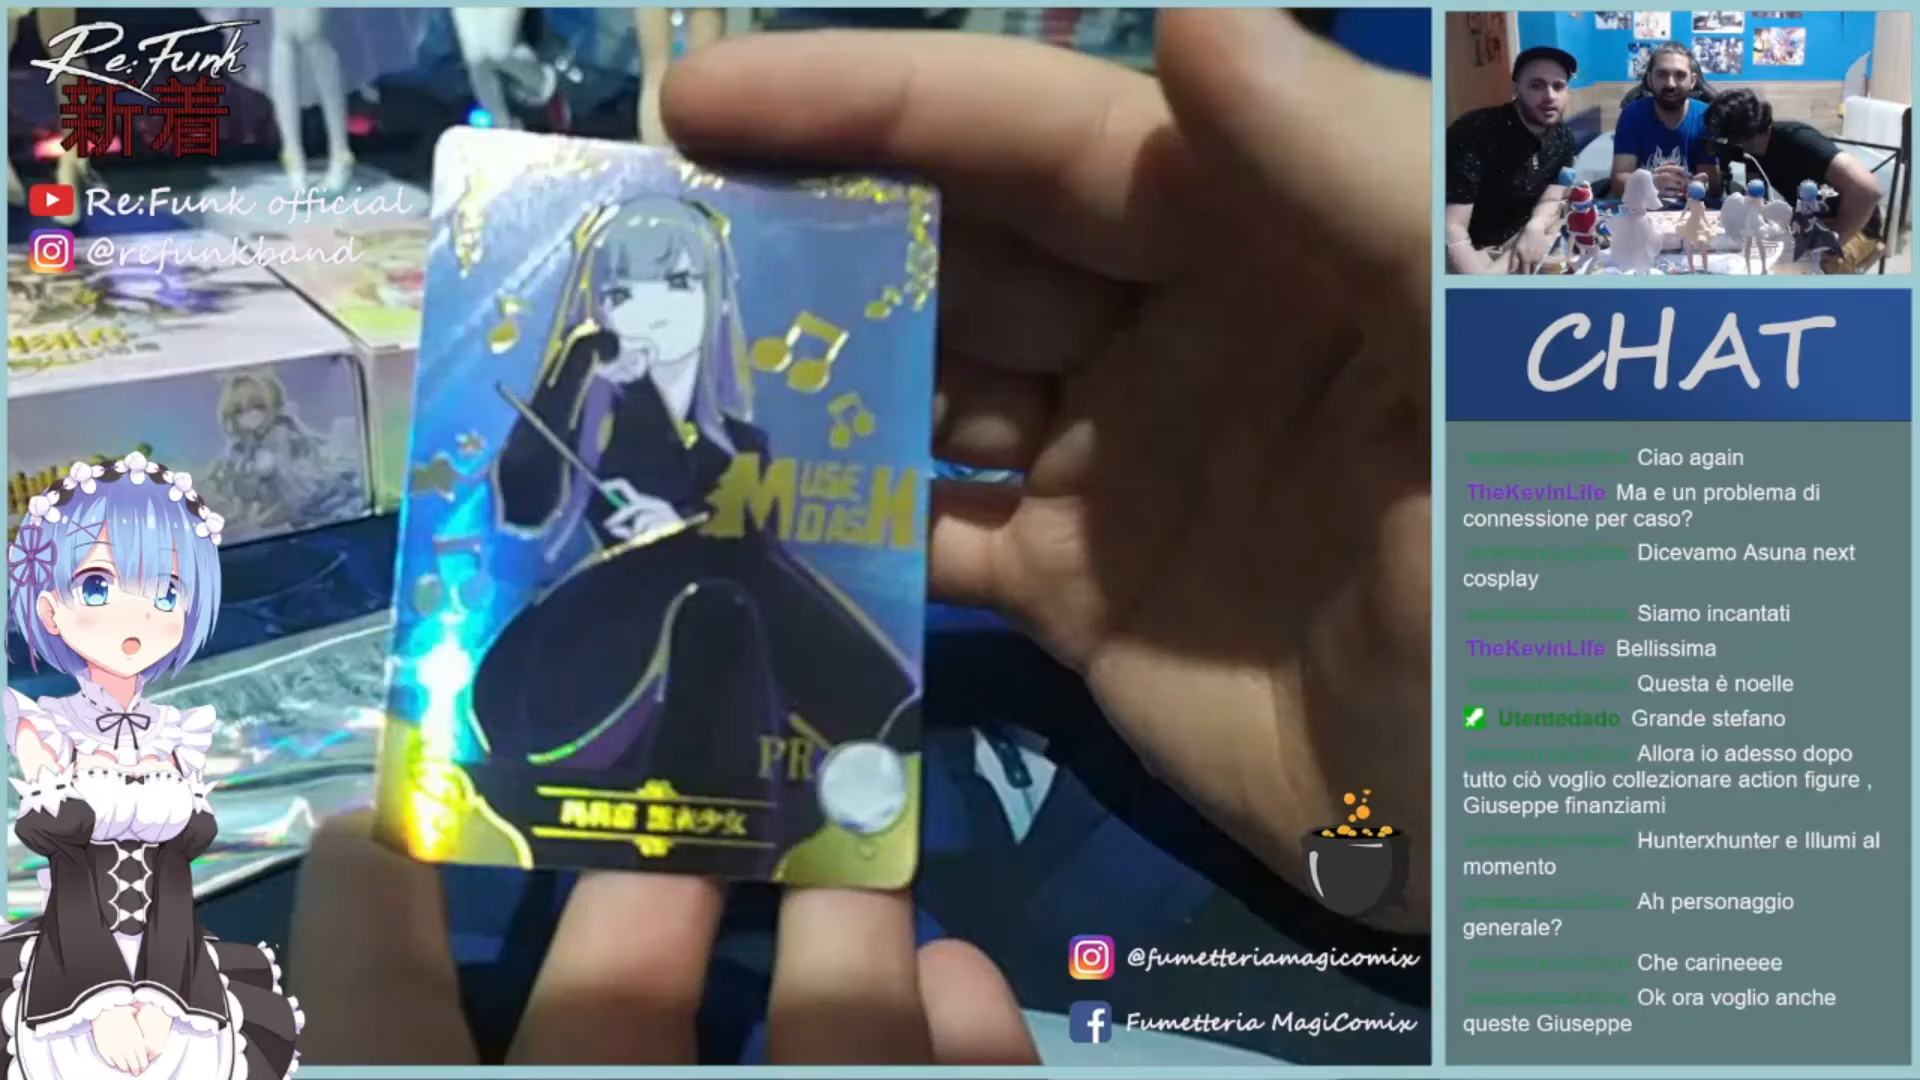 Re:Funk
新着
Re:Funk official
@refunkband
MUSE
DASH
PR
CHAT
Ciao again
TheKevinLife Ma e un problema di
connessione per caso?
Dicevamo Asuna next
cosplay
Siamo incantati
TheKevinLife Bellissima
Questa è noelle
Utentedado Grande stefano
Allora io adesso dopo
tutto ciò voglio collezionare action figure ,
Giuseppe finanziami
Hunterxhunter e Illumi al
momento
Ah personaggio
generale?
Che carineeee
Ok ora voglio anche
queste Giuseppe
@fumetteriamagicomix
Fumetteria MagiComix